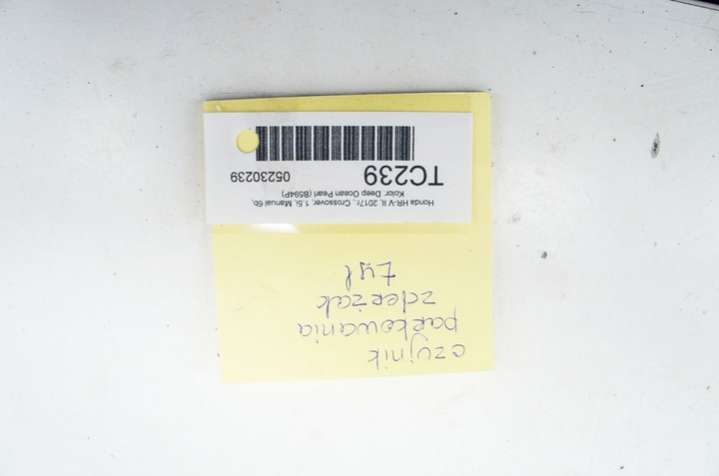 czujnik
parkowania
zderzak
tył
Honda HR-V II, 2017r., Crossover, 1.5i, Manual 6b,
Kolor: Deep Ocean Pearl (B594P)
TC239
05230239